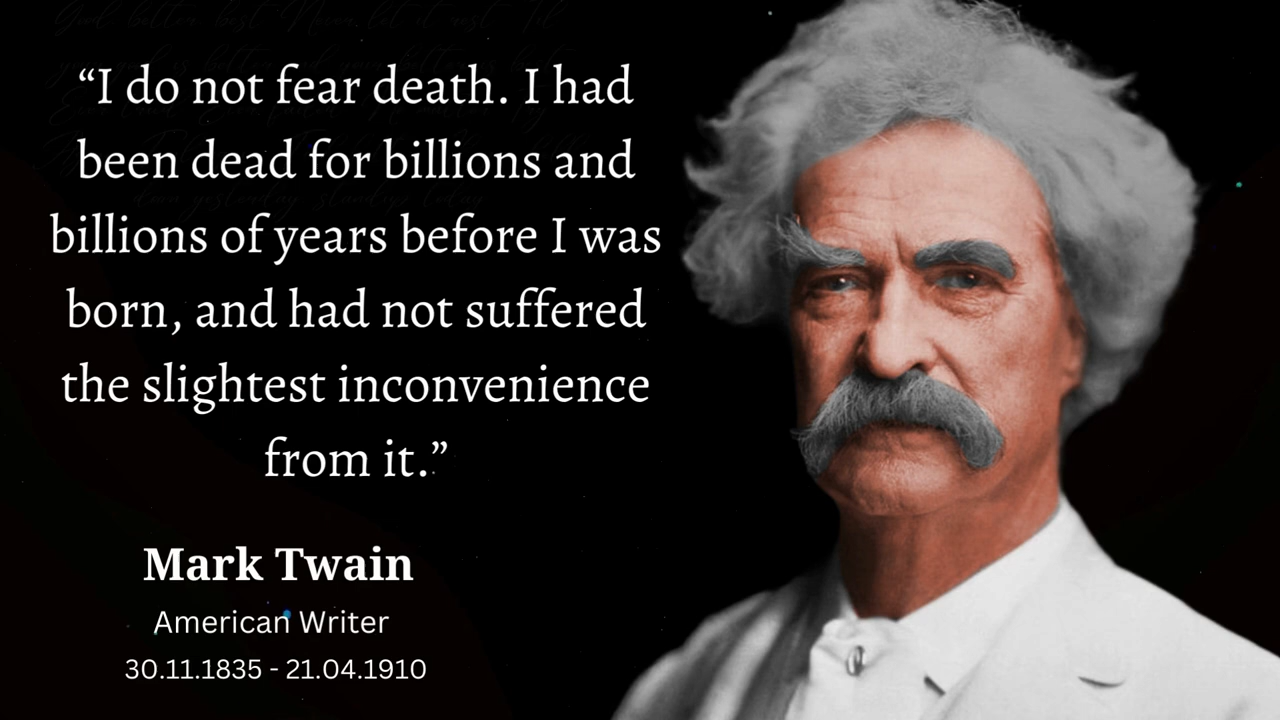 “I do not fear death. I had
been dead for billions and
billions of years before I was
born, and had not suffered
the slightest inconvenience
from it.”
Mark Twain
American Writer
30.11.1835 - 21.04.1910